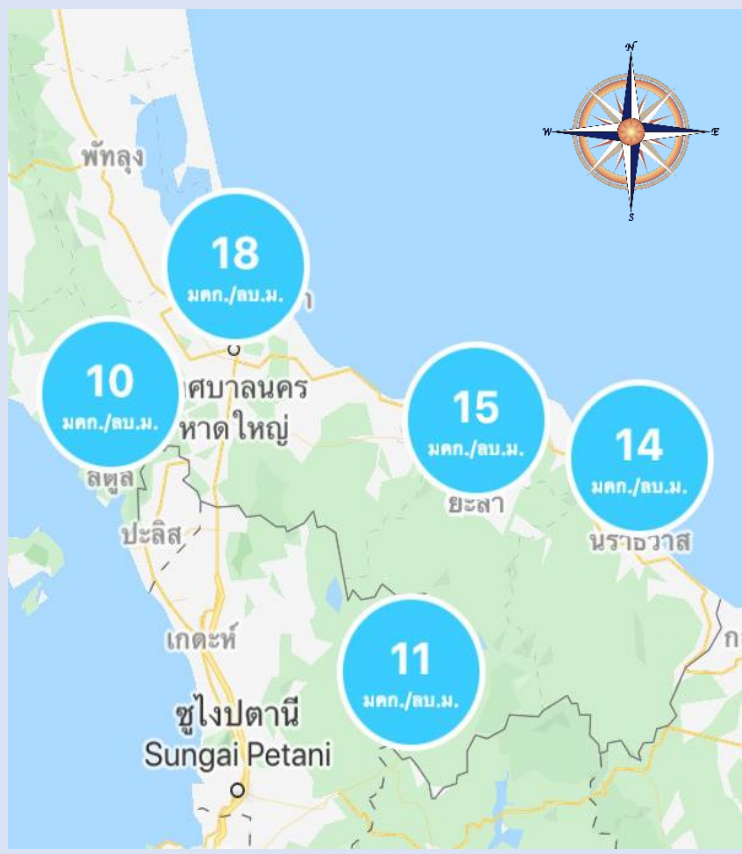 N
W
E
S
พัทลุง
18
มคก./ลบ.ม.
10
มคก./ลบ.ม.
ศบาลนคร
หาดใหญ่
15
มคก./ลบ.ม.
14
มคก./ลบ.ม.
สตูล
ยะลา
ปะลิส
นราธิวาส
เกดะห์
11
มคก./ลบ.ม.
ซูไงปตานี
Sungai Petani